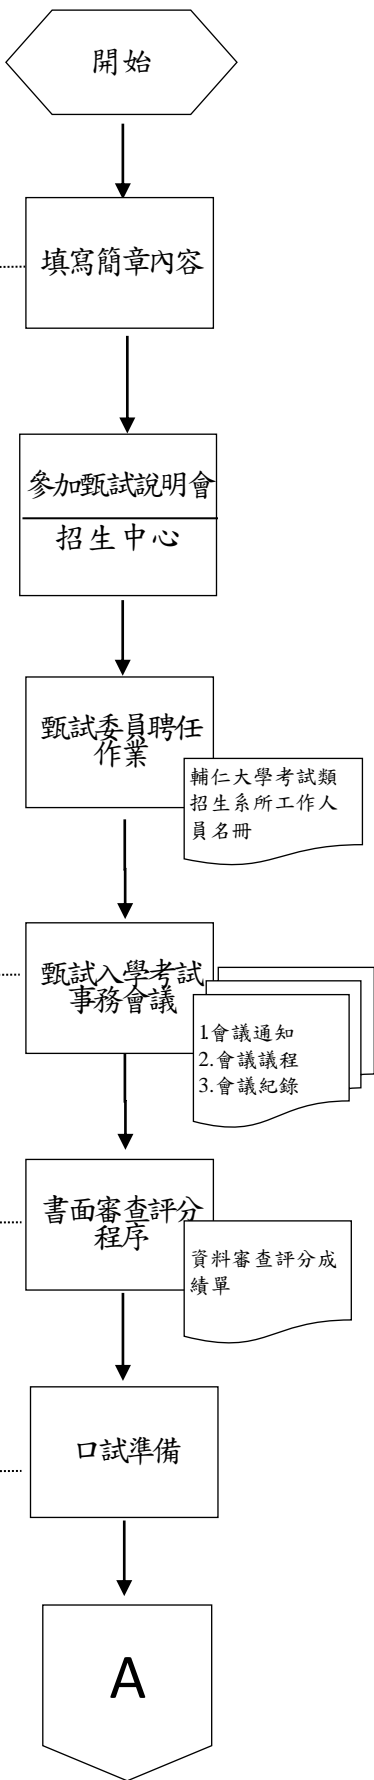 開始
填寫簡章內容
參加甄試說明會
招生中心
甄試委員聘任
作業
輔仁大學考試類
招生系所工作人
員名冊
甄試入學考試
事務會議
1.會議通知
2.會議議程
3.會議紀錄
書面審查評分
程序
資料審查評分成
績單
口試準備
A